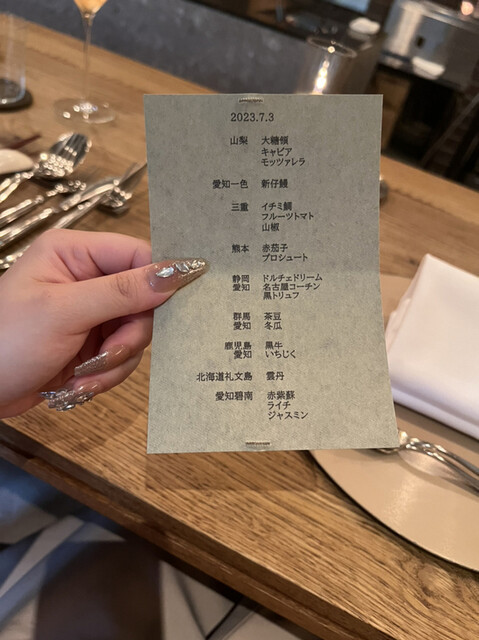 2023.7.3
山梨 大糖領
キャビア
モッツァレラ
愛知一色 新仔鰻
三重 イチミ鯛
フルーツトマト
山椒
熊本 赤茄子
プロシュート
静岡 ドルチェドリーム
愛知 名古屋コーチン
黒トリュフ
群馬 茶豆
愛知 冬瓜
鹿児島 黒牛
愛知 いちじく
北海道礼文島 雲丹
愛知碧南 赤紫蘇
ライチ
ジャスミン